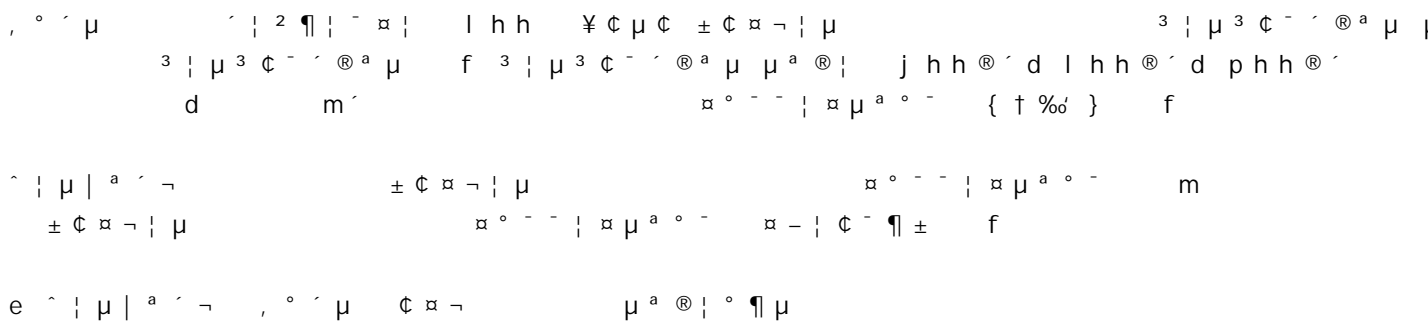 ‚ ° ´ µ ´ ¦ ² ¶ ¦ ¯ ¤ ¦ l h h ¥ ¢ µ ¢ ± ¢ ¤ ¬ ¦ µ ³ ¦ µ ³ ¢ ¯ ´ ® ª µ µ
³ ¦ µ ³ ¢ ¯ ´ ® ª µ f ³ ¦ µ ³ ¢ ¯ ´ ® ª µ µ ª ® ¦ j h h ® ´ d l h h ® ´ d p h h ® ´
d m ´ ¤ ° ¯ ¯ ¦ ¤ µ ª ° ¯ { † ‰ ‘ } f
ˆ ¦ µ | ª ´ ¬ ± ¢ ¤ ¬ ¦ µ ¤ ° ¯ ¯ ¦ ¤ µ ª ° ¯ m
± ¢ ¤ ¬ ¦ µ ¤ ° ¯ ¯ ¦ ¤ µ ª ° ¯ ¤ – ¦ ¢ ¯ ¶ ± f
e ˆ ¦ µ | ª ´ ¬ ‚ ° ´ µ ¢ ¤ ¬ µ ª ® ¦ ° ¶ µ